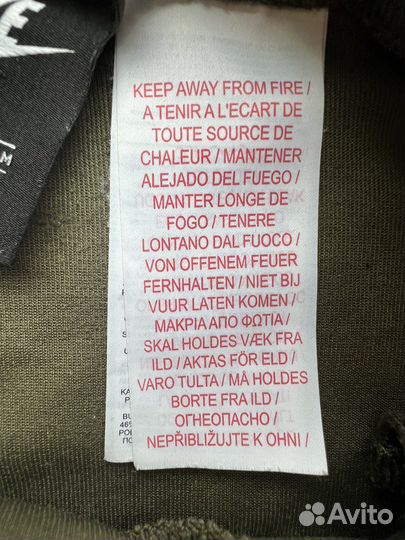 M
KEEP AWAY FROM FIRE /
A TENIR A L'ECART DE
TOUTE SOURCE DE
CHALEUR / MANTENER
ALEJADO DEL FUEGO /
MANTER LONGE DE
FOGO / TENERE
LONTANO DAL FUOCO /
VON OFFENEM FEUER
FERNHALTEN / NIET BIJ
VUUR LATEN KOMEN /
ΜΑΚΡΙΑ ΑΠΟ ΦΩΤΙΑ /
SKAL HOLDES VÆK FRA
ILD / AKTAS FÖR ELD /
VARO TULTA / MÅ HOLDES
BORTE FRA ILD /
ОГНЕОПАСНО /
NEPŘIBLIŽUJTE K OHNI /
Avito